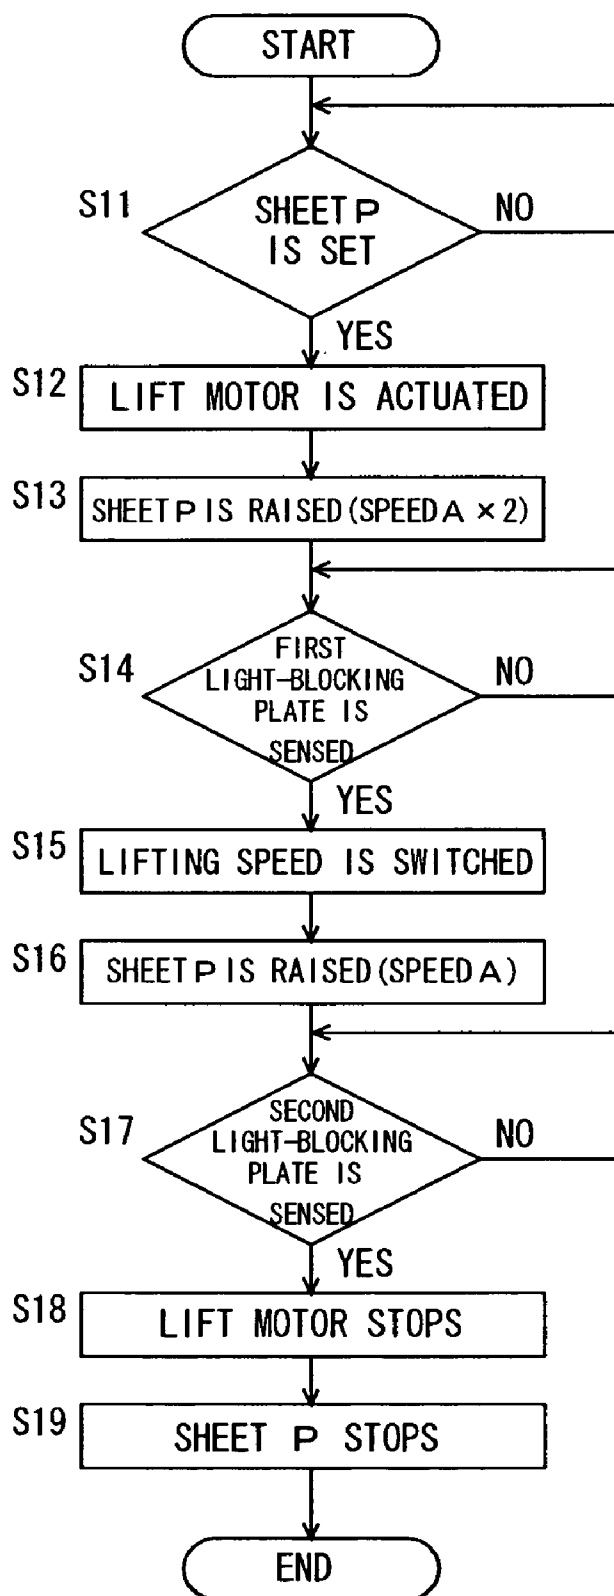 START
S11
SHEET P
IS SET
NO
YES
S12
LIFT MOTOR IS ACTUATED
S13
SHEET P IS RAISED (SPEED A × 2)
S14
FIRST
LIGHT-BLOCKING
PLATE IS
SENSED
NO
YES
S15
LIFTING SPEED IS SWITCHED
S16
SHEET P IS RAISED (SPEED A)
S17
SECOND
LIGHT-BLOCKING
PLATE IS
SENSED
NO
YES
S18
LIFT MOTOR STOPS
S19
SHEET P STOPS
END